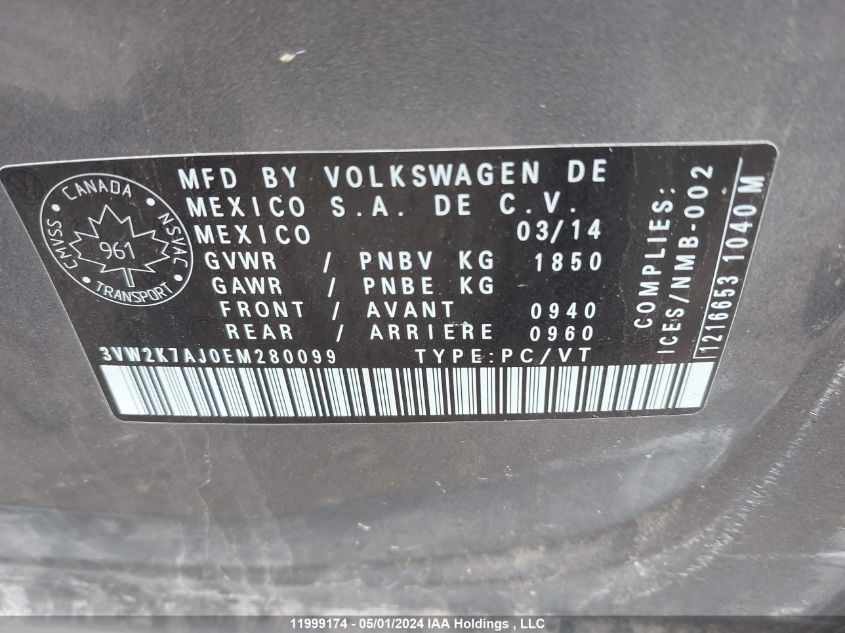 MFD BY VOLKSWAGEN DE
MEXICO S.A. DE C.V.
MEXICO 03/14
GVWR / PNBV KG 1850
GAWR / PNBE KG
FRONT / AVANT 0940
REAR / ARRIERE 0960
3VW2K7AJ0EM280099 TYPE:PC/VT
CANADA
CMVSS
NSVAC
961
TRANSPORT
COMPLIES:
ICES/NMB-002
1216653 1040 M
11999174 - 05/01/2024 IAA Holdings , LLC